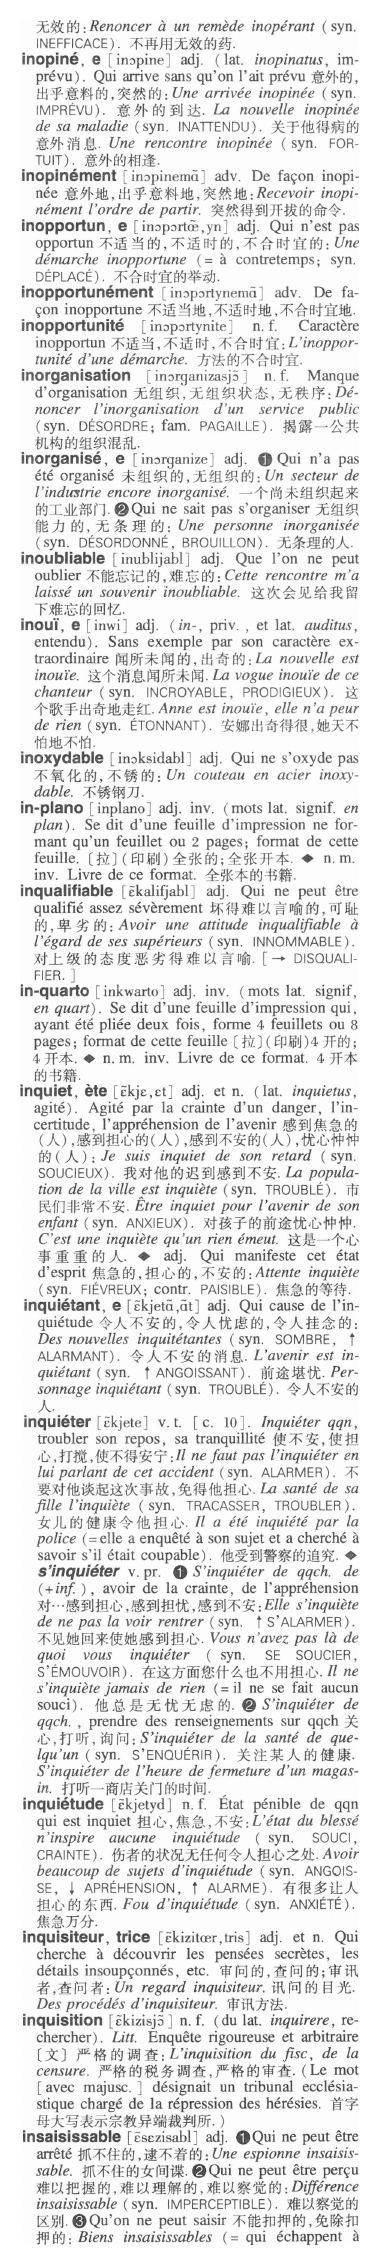 无效的: Renoncer à un remède inopérant (syn.
INEFFICACE). 不再用无效的药.
inopiné, e [inɔpine] adj. (lat. inopinatus, im-
prévu). Qui arrive sans qu'on l'ait prévu 意外的,
出乎意料的,突然的: Une arrivée inopinée (syn.
IMPRÉVU). 意外的到达. La nouvelle inopinée
de sa maladie (syn. INATTENDU). 关于他得病的
意外消息. Une rencontre inopinée (syn. FOR-
TUIT). 意外的相逢.
inopinément [inɔpinemɑ̃] adv. De façon inopi-
née 意外地,出乎意料地,突然地: Recevoir inopi-
nément l'ordre de partir. 突然得到开拔的命令.
inopportun, e [inɔpɔrtœ̃,yn] adj. Qui n'est pas
opportun 不适当的,不适时的,不合时宜的: Une
démarche inopportune (= à contretemps; syn.
DÉPLACÉ). 不合时宜的举动.
inopportunément [inɔpɔrtynemɑ̃] adv. De fa-
çon inopportune 不适当地,不适时地,不合时宜地.
inopportunité [inɔpɔrtynite] n.f. Caractère
inopportun 不适当,不适时,不合时宜: L'inoppor-
tunité d'une démarche. 方法的不合时宜.
inorganisation [inɔrganizasjɔ̃] n.f. Manque
d'organisation 无组织,无组织状态,无秩序: Dé-
noncer l'inorganisation d'un service public
(syn. DÉSORDRE; fam. PAGAILLE). 揭露一公共
机构的组织混乱.
inorganisé, e [inɔrganize] adj. ❶ Qui n'a pas
été organisé 未组织的,无组织的: Un secteur de
l'industrie encore inorganisé. 一个尚未组织起来
的工业部门. ❷ Qui ne sait pas s'organiser 无组织
能力的,无条理的: Une personne inorganisée
(syn. DÉSORDONNÉ, BROUILLON). 无条理的人.
inoubliable [inublijabl] adj. Que l'on ne peut
oublier 不能忘记的,难忘的: Cette rencontre m'a
laissé un souvenir inoubliable. 这次会见给我留
下难忘的回忆.
inouï, e [inwi] adj. (in-, priv., et lat. auditus,
entendu). Sans exemple par son caractère ex-
traordinaire 闻所未闻的,出奇的: La nouvelle est
inouïe. 这个消息闻所未闻. La vogue inouïe de ce
chanteur (syn. INCROYABLE, PRODIGIEUX). 这
个歌手出奇地走红. Anne est inouïe, elle n'a peur
de rien (syn. ÉTONNANT). 安娜出奇得很,她天不
怕地不怕.
inoxydable [inɔksidabl] adj. Qui ne s'oxyde pas
不氧化的,不锈的: Un couteau en acier inoxy-
dable. 不锈钢刀.
in-plano [inplano] adj. inv. (mots lat. signif. en
plan). Se dit d'une feuille d'impression ne for-
mant qu'un feuillet ou 2 pages; format de cette
feuille. 〔拉〕(印刷)全张的;全张开本. ◆ n.m.
inv. Livre de ce format. 全张本的书籍.
inqualifiable [ɛ̃kalifjabl] adj. Qui ne peut être
qualifié assez sévèrement 坏得难以言喻的,可耻
的,卑劣的: Avoir une attitude inqualifiable à
l'égard de ses supérieurs (syn. INNOMMABLE).
对上级的态度恶劣得难以言喻. [→ DISQUALI-
FIER.]
in-quarto [inkwarto] adj. inv. (mots lat. signif,
en quart). Se dit d'une feuille d'impression qui,
ayant été pliée deux fois, forme 4 feuillets ou 8
pages; format de cette feuille〔拉〕(印刷) 4 开的;
4 开本. ◆ n.m. inv. Livre de ce format. 4 开本
的书籍.
inquiet, ète [ɛ̃kjɛ,ɛt] adj. et n. (lat. inquietus,
agité). Agité par la crainte d'un danger, l'in-
certitude, l'appréhension de l'avenir 感到焦急的
(人),感到担心的(人),感到不安的(人),忧心忡忡
的(人): Je suis inquiet de son retard (syn.
SOUCIEUX). 我对他的迟到感到不安. La popula-
tion de la ville est inquiète (syn. TROUBLÉ). 市
民们非常不安. Être inquiet pour l'avenir de son
enfant (syn. ANXIEUX). 对孩子的前途忧心忡忡.
C'est une inquiète qu'un rien émeut. 这是一个心
事重重的人. ◆ adj. Qui manifeste cet état
d'esprit 焦急的,担心的,不安的: Attente inquiète
(syn. FIÉVREUX; contr. PAISIBLE). 焦急的等待.
inquiétant, e [ɛ̃kjetɑ̃,ɑ̃t] adj. Qui cause de l'in-
quiétude 令人不安的,令人忧虑的,令人挂念的:
Des nouvelles inquitétantes (syn. SOMBRE, ↑
ALARMANT). 令人不安的消息. L'avenir est in-
quiétant (syn. ↑ ANGOISSANT). 前途堪忧. Per-
sonnage inquiétant (syn. TROUBLÉ). 令人不安的
人.
inquiéter [ɛ̃kjete] v.t. [c. 10]. Inquiéter qqn,
troubler son repos, sa tranquillité 使不安,使担
心,打搅,使不得安宁: Il ne faut pas l'inquiéter en
lui parlant de cet accident (syn. ALARMER). 不
要对他谈起这次事故,免得他担心. La santé de sa
fille l'inquiète (syn. TRACASSER, TROUBLER).
女儿的健康令他担心. Il a été inquiété par la
police (= elle a enquêté à son sujet et a cherché à
savoir s'il était coupable). 他受到警察的追究. ◆
s'inquiéter v.pr. ❶ S'inquiéter de qqch. de
(+inf.), avoir de la crainte, de l'appréhension
对…感到担心,感到担忧,感到不安: Elle s'inquiète
de ne pas la voir rentrer (syn. ↑ S'ALARMER).
不见她回来使她感到担心. Vous n'avez pas là de
quoi vous inquiéter (syn. SE SOUCIER,
S'ÉMOUVOIR). 在这方面您什么也不用担心. Il ne
s'inquiète jamais de rien (= il ne se fait aucun
souci). 他总是无忧无虑的. ❷ S'inquiéter de
qqch., prendre des renseignements sur qqch 关
心,打听,询问: S'inquiéter de la santé de que-
lqu'un (syn. S'ENQUÉRIR). 关注某人的健康.
S'inquiéter de l'heure de fermeture d'un magas-
in. 打听一商店关门的时间.
inquiétude [ɛ̃kjetyd] n.f. État pénible de qqn
qui est inquiet 担心,焦急,不安: L'état du blessé
n'inspire aucune inquiétude (syn. SOUCI,
CRAINTE). 伤者的状况无任何令人担心之处. Avoir
beaucoup de sujets d'inquiétude (syn. ANGOIS-
SE, ↓ APRÉHENSION, ↑ ALARME). 有很多让人
担心的东西. Fou d'inquiétude (syn. ANXIÉTÉ).
焦急万分.
inquisiteur, trice [ɛ̃kizitœr,tris] adj. et n. Qui
cherche à découvrir les pensées secrètes, les
détails insoupçonnés, etc. 审问的,查问的;审讯
者,查问者: Un regard inquisiteur. 讯问的目光.
Des procédés d'inquisiteur. 审讯方法.
inquisition [ɛ̃kizisjɔ̃] n.f. (du lat. inquirere, re-
chercher). Litt. Enquête rigoureuse et arbitraire
〔文〕严格的调查: L'inquisition du fisc, de la
censure. 严格的税务调查,严格的审查. (Le mot
[avec majusc.] désignait un tribunal ecclésia-
stique chargé de la répression des hérésies. 首字
母大写表示宗教异端裁判所.)
insaisissable [ɛ̃sezisabl] adj. ❶ Qui ne peut être
arrêté 抓不住的,逮不着的: Une espionne insaisis-
sable. 抓不住的女间谍. ❷ Qui ne peut être perçu
难以把握的,难以理解的,难以察觉的: Différence
insaisissable (syn. IMPERCEPTIBLE). 难以察觉的
区别. ❸ Qu'on ne peut saisir 不能扣押的,免除扣
押的: Biens insaisissables (= qui échappent à